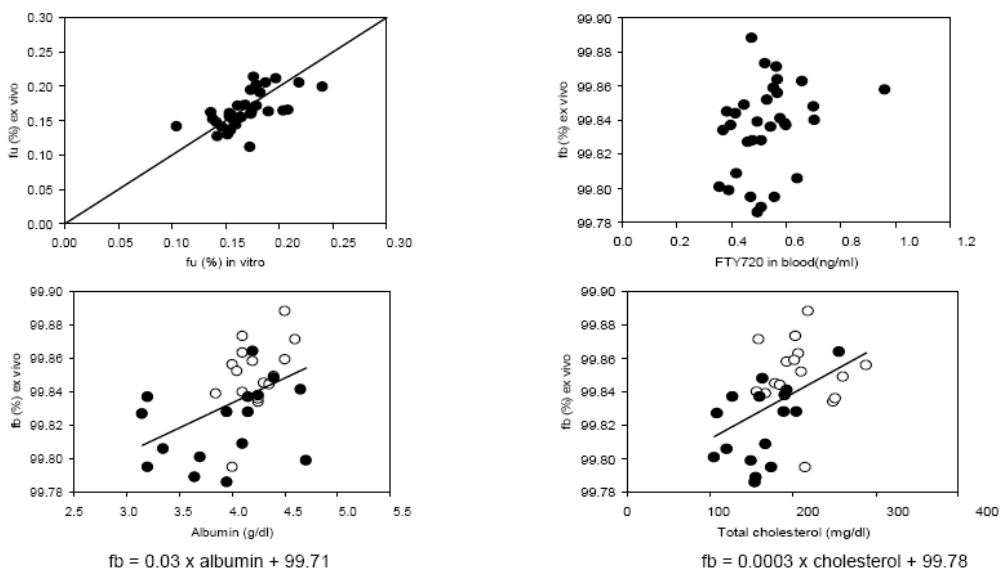 0.30
0.25
0.20
0.15
0.10
0.05
0.00
fu (%) ex vivo
0.00 0.05 0.10 0.15 0.20 0.25 0.30
fu (%) in vitro
99.90
99.88
99.86
99.84
99.82
99.80
99.78
fb (%) ex vivo
0.0 0.2 0.4 0.6 0.8 1.0 1.2
FTY720 in blood(ng/ml)
99.90
99.88
99.86
99.84
99.82
99.80
99.78
fb (%) ex vivo
2.5 3.0 3.5 4.0 4.5 5.0 5.5
Albumin (g/dl)
fb = 0.03 x albumin + 99.71
99.90
99.88
99.86
99.84
99.82
99.80
99.78
fb (%) ex vivo
0 100 200 300 400
Total cholesterol (mg/dl)
fb = 0.0003 x cholesterol + 99.78